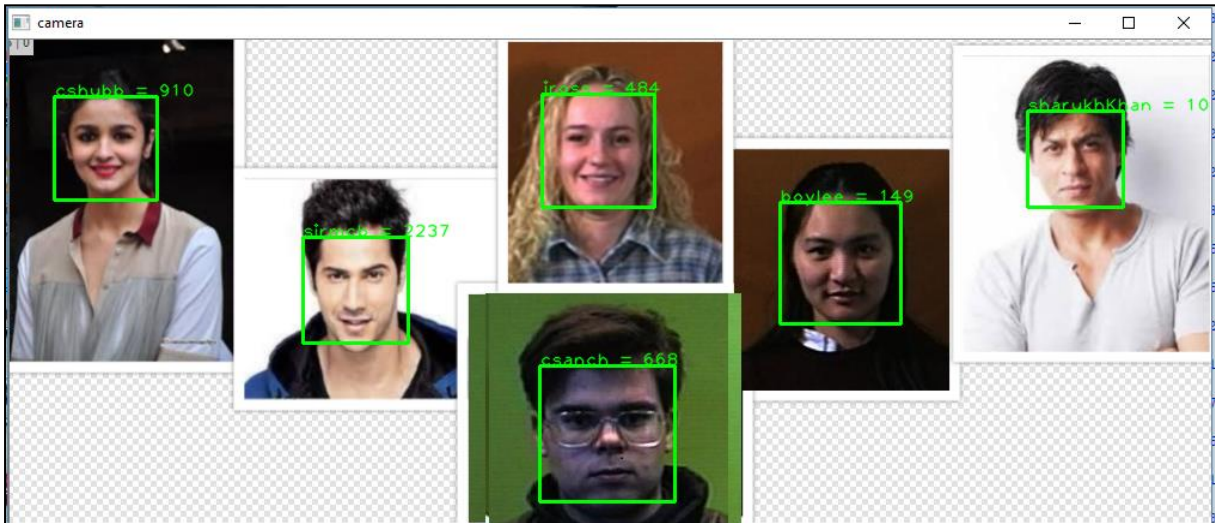 camera
cshubb = 910
irose = 484
sharukhKhan = 10
boylee = 149
2237
csanch = 668